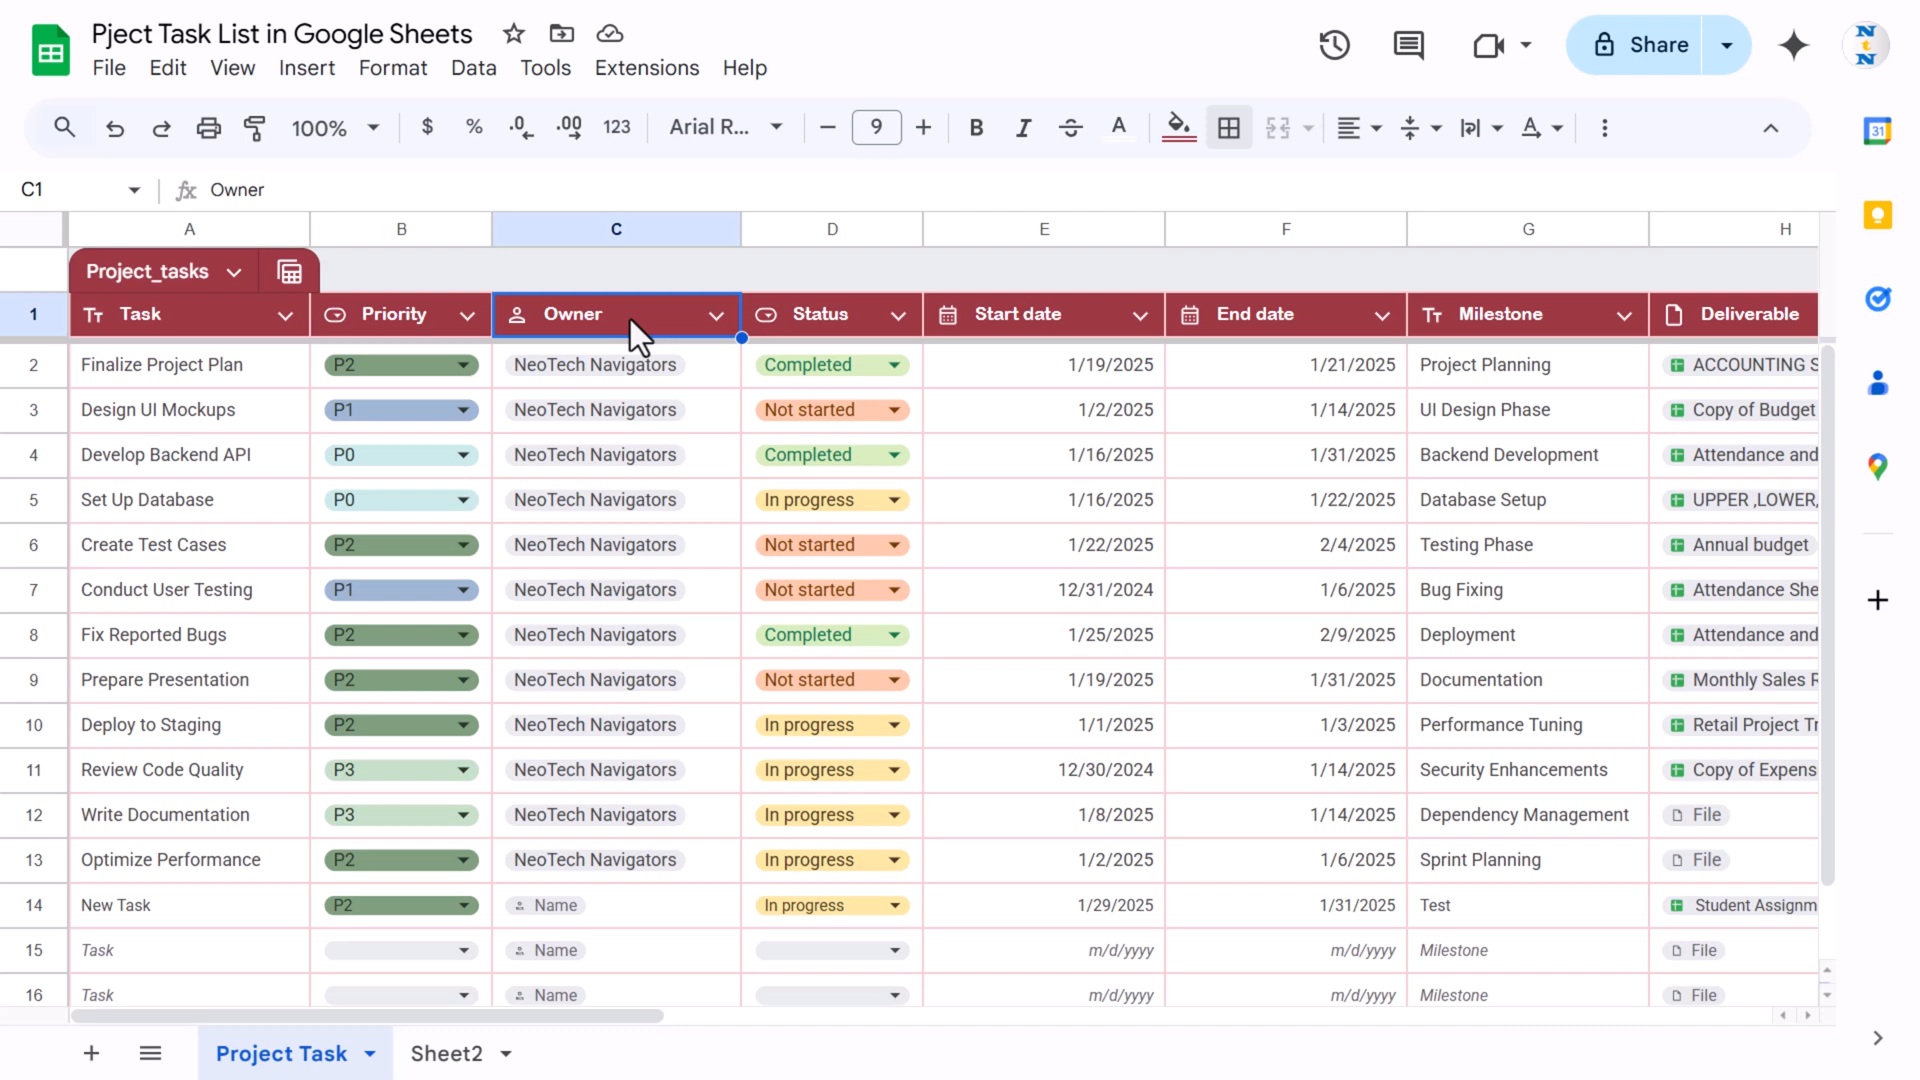 Pject Task List in Google Sheets
File Edit View Insert Format Data Tools Extensions Help
Share
N
t
N
100% $ % .0 .00 123 Arial R... 9 B I A
31
C1 fx Owner
A B C D E F G H
Project_tasks
1 Tт Task Priority Owner Status Start date End date Tт Milestone Deliverable
2 Finalize Project Plan P2 NeoTech Navigators Completed 1/19/2025 1/21/2025 Project Planning ACCOUNTING S
3 Design UI Mockups P1 NeoTech Navigators Not started 1/2/2025 1/14/2025 UI Design Phase Copy of Budget
4 Develop Backend API P0 NeoTech Navigators Completed 1/16/2025 1/31/2025 Backend Development Attendance and
5 Set Up Database P0 NeoTech Navigators In progress 1/16/2025 1/22/2025 Database Setup UPPER ,LOWER,
6 Create Test Cases P2 NeoTech Navigators Not started 1/22/2025 2/4/2025 Testing Phase Annual budget
7 Conduct User Testing P1 NeoTech Navigators Not started 12/31/2024 1/6/2025 Bug Fixing Attendance She
8 Fix Reported Bugs P2 NeoTech Navigators Completed 1/25/2025 2/9/2025 Deployment Attendance and
9 Prepare Presentation P2 NeoTech Navigators Not started 1/19/2025 1/31/2025 Documentation Monthly Sales R
10 Deploy to Staging P2 NeoTech Navigators In progress 1/1/2025 1/3/2025 Performance Tuning Retail Project Tr
11 Review Code Quality P3 NeoTech Navigators In progress 12/30/2024 1/14/2025 Security Enhancements Copy of Expens
12 Write Documentation P3 NeoTech Navigators In progress 1/8/2025 1/14/2025 Dependency Management File
13 Optimize Performance P2 NeoTech Navigators In progress 1/2/2025 1/6/2025 Sprint Planning File
14 New Task P2 Name In progress 1/29/2025 1/31/2025 Test Student Assignm
15 Task Name m/d/yyyy m/d/yyyy Milestone File
16 Task Name m/d/yyyy m/d/yyyy Milestone File
Project Task Sheet2